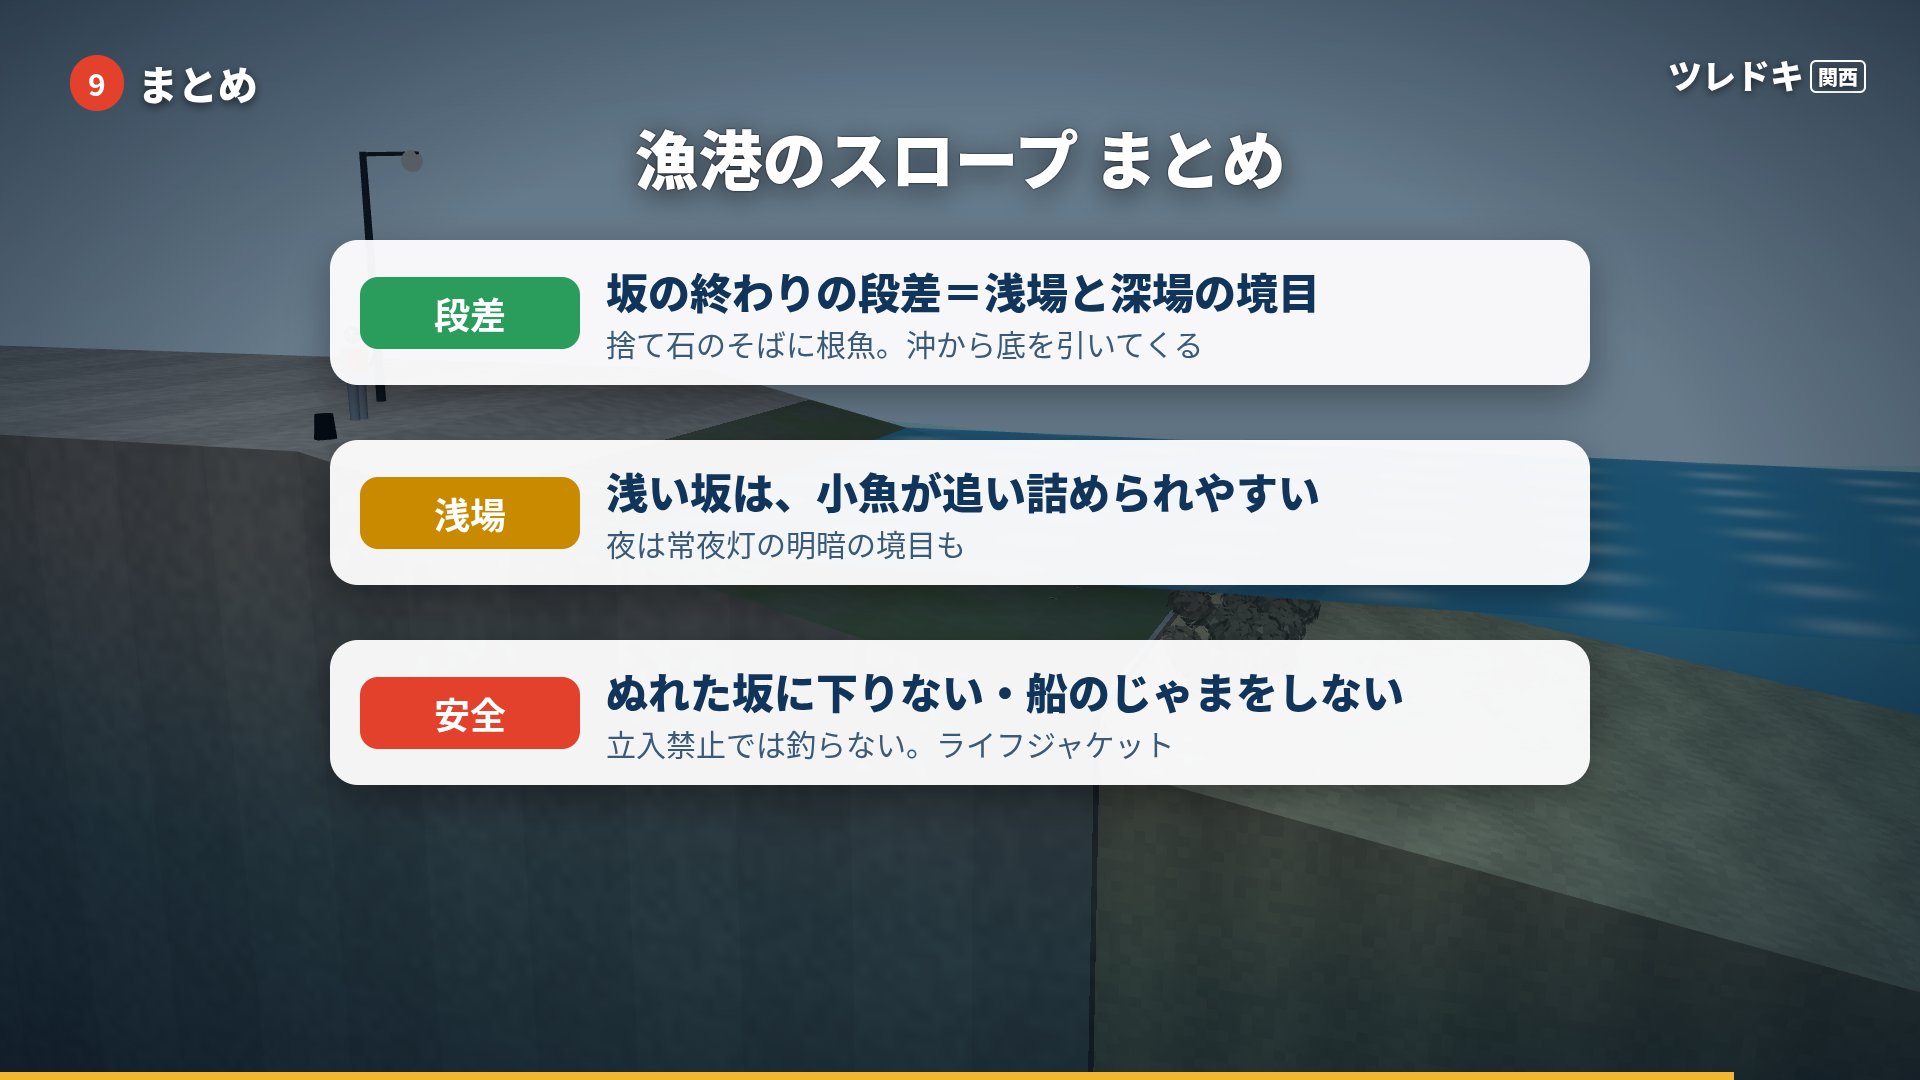 9 まとめ
ツレドキ 関西
漁港のスロープ まとめ
段差
坂の終わりの段差＝浅場と深場の境目
捨て石のそばに根魚。沖から底を引いてくる
浅場
浅い坂は、小魚が追い詰められやすい
夜は常夜灯の明暗の境目も
安全
ぬれた坂に下りない・船のじゃまをしない
立入禁止では釣らない。ライフジャケット